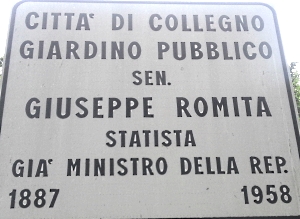 CITTA' DI COLLEGNO
GIARDINO PUBBLICO
SEN.
GIUSEPPE ROMITA
STATISTA
GIA' MINISTRO DELLA REP.
1887 1958